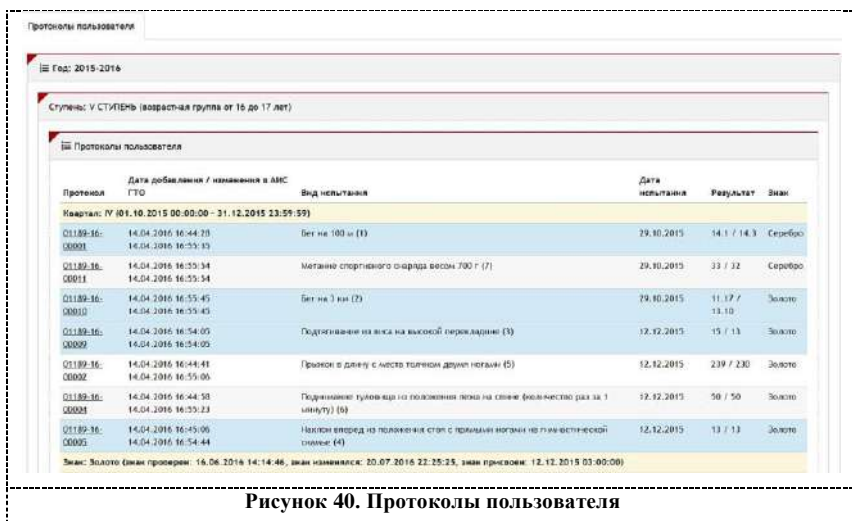 Протоколы пользователя
Год: 2015-2016
Ступень: V СТУПЕНЬ (возрастная группа от 16 до 17 лет)
Протоколы пользователя
Протокол Дата добавления / изменения в АИС ГТО Вид испытания Дата испытания Результат Знак
Квартал: IV (01.10.2015 00:00:00 - 31.12.2015 23:59:59)
01189-16-00001 14.04.2016 16:44:28 14.04.2016 16:55:35 Бег на 100 м (1) 29.10.2015 14.1 / 14.3 Серебро
01189-16-00011 14.04.2016 16:55:54 14.04.2016 16:55:54 Метание спортивного снаряда весом 700 г (7) 29.10.2015 33 / 32 Серебро
01189-16-00010 14.04.2016 16:55:45 14.04.2016 16:55:45 Бег на 3 км (2) 29.10.2015 11.17 / 13.10 Золото
01189-16-00009 14.04.2016 16:54:05 14.04.2016 16:54:05 Подтягивание из виса на высокой перекладине (3) 12.12.2015 15 / 13 Золото
01189-16-00002 14.04.2016 16:44:41 14.04.2016 16:55:06 Прыжок в длину с места толчком двумя ногами (5) 12.12.2015 239 / 230 Золото
01189-16-00004 14.04.2016 16:44:58 14.04.2016 16:55:23 Поднимание туловища из положения лежа на спине (количество раз за 1 минуту) (6) 12.12.2015 50 / 50 Золото
01189-16-00005 14.04.2016 16:45:06 14.04.2016 16:54:44 Наклон вперед из положения стоя с прямыми ногами на гимнастической скамье (4) 12.12.2015 13 / 13 Золото
Знак: Золото (знак проверен: 16.06.2016 14:14:46, знак изменялся: 20.07.2016 22:25:25, знак присвоен: 12.12.2015 03:00:00)
Рисунок 40. Протоколы пользователя